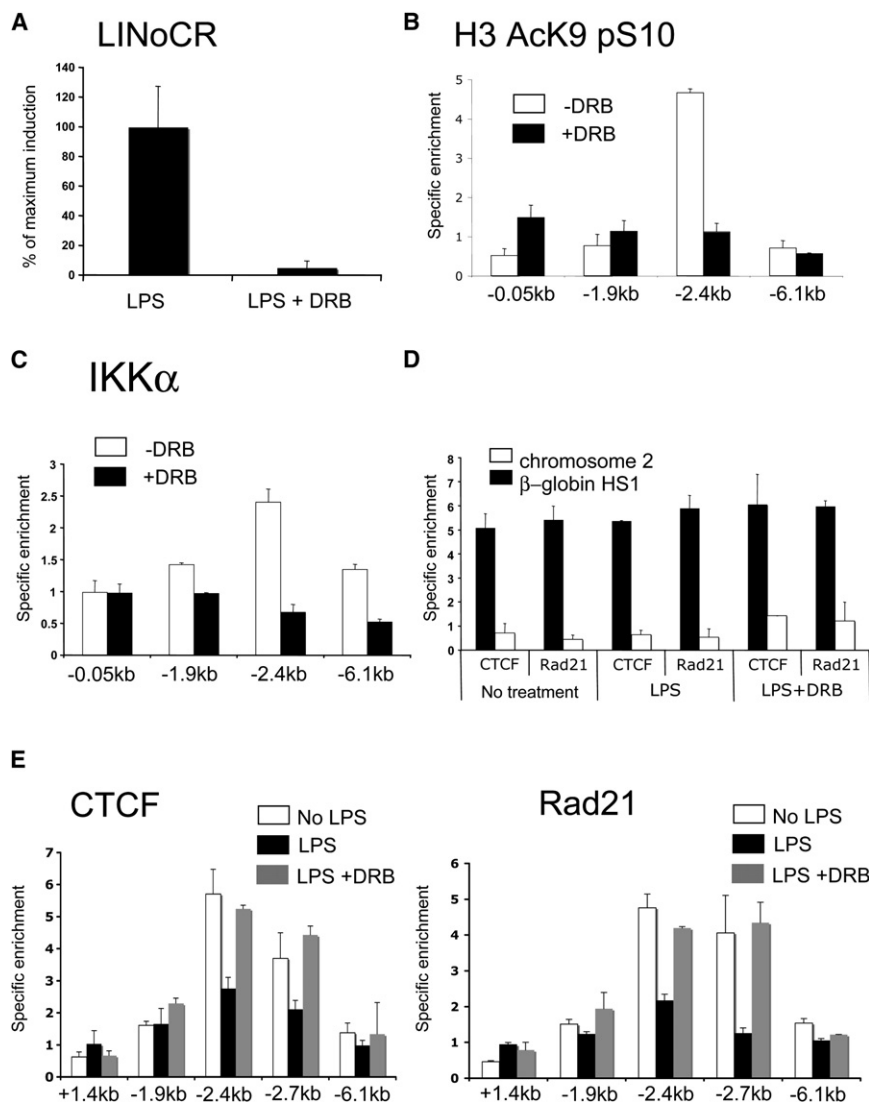 A
LINoCR
% of maximum induction
140
120
100
80
60
40
20
0
LPS
LPS + DRB
B
H3 AcK9 pS10
-DRB
+DRB
Specific enrichment
5
4
3
2
1
0
-0.05kb
-1.9kb
-2.4kb
-6.1kb
C
IKKα
-DRB
+DRB
Specific enrichment
3
2.5
2
1.5
1
0.5
0
-0.05kb
-1.9kb
-2.4kb
-6.1kb
D
chromosome 2
β–globin HS1
Specific enrichment
8
7
6
5
4
3
2
1
0
CTCF
Rad21
CTCF
Rad21
CTCF
Rad21
No treatment
LPS
LPS+DRB
E
CTCF
No LPS
LPS
LPS +DRB
Specific enrichment
7
6
5
4
3
2
1
0
+1.4kb
-1.9kb
-2.4kb
-2.7kb
-6.1kb
Rad21
No LPS
LPS
LPS +DRB
Specific enrichment
6
5
4
3
2
1
0
+1.4kb
-1.9kb
-2.4kb
-2.7kb
-6.1kb